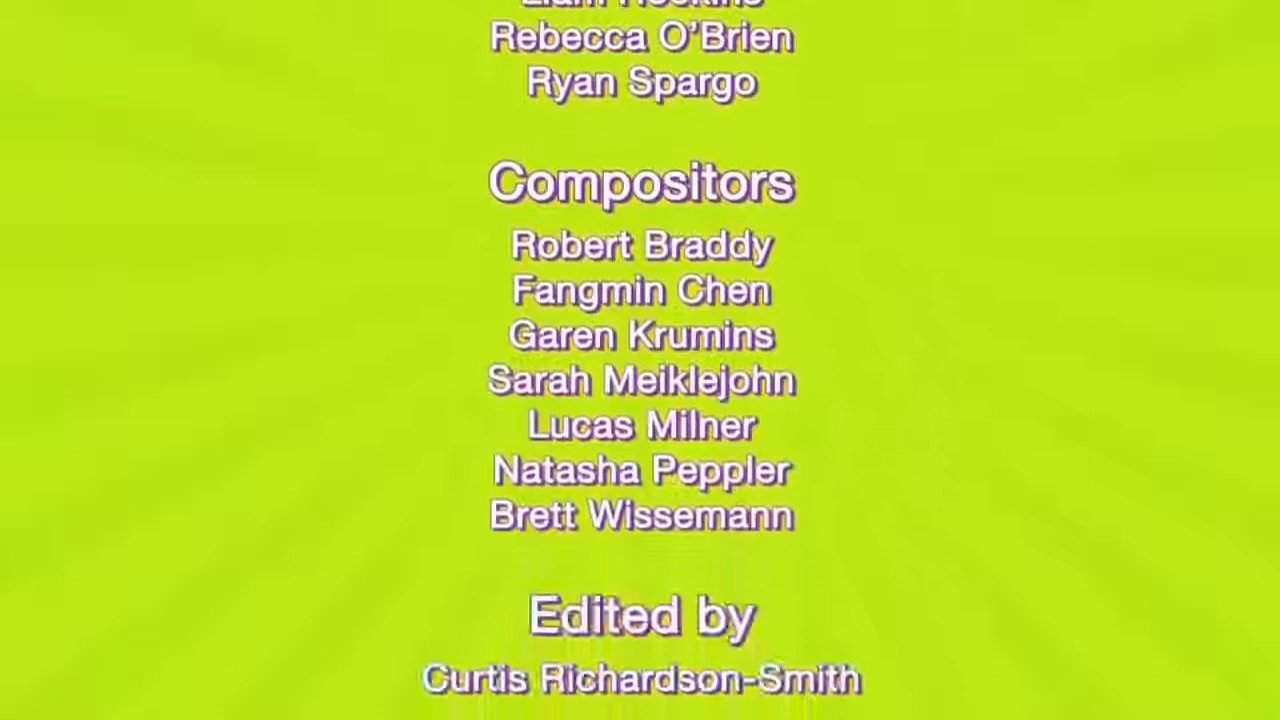 Rebecca O’Brien
Ryan Spargo
Compositors
Robert Braddy
Fangmin Chen
Garen Krumins
Sarah Meiklejohn
Lucas Milner
Natasha Peppler
Brett Wissemann
Edited by
Curtis Richardson-Smith